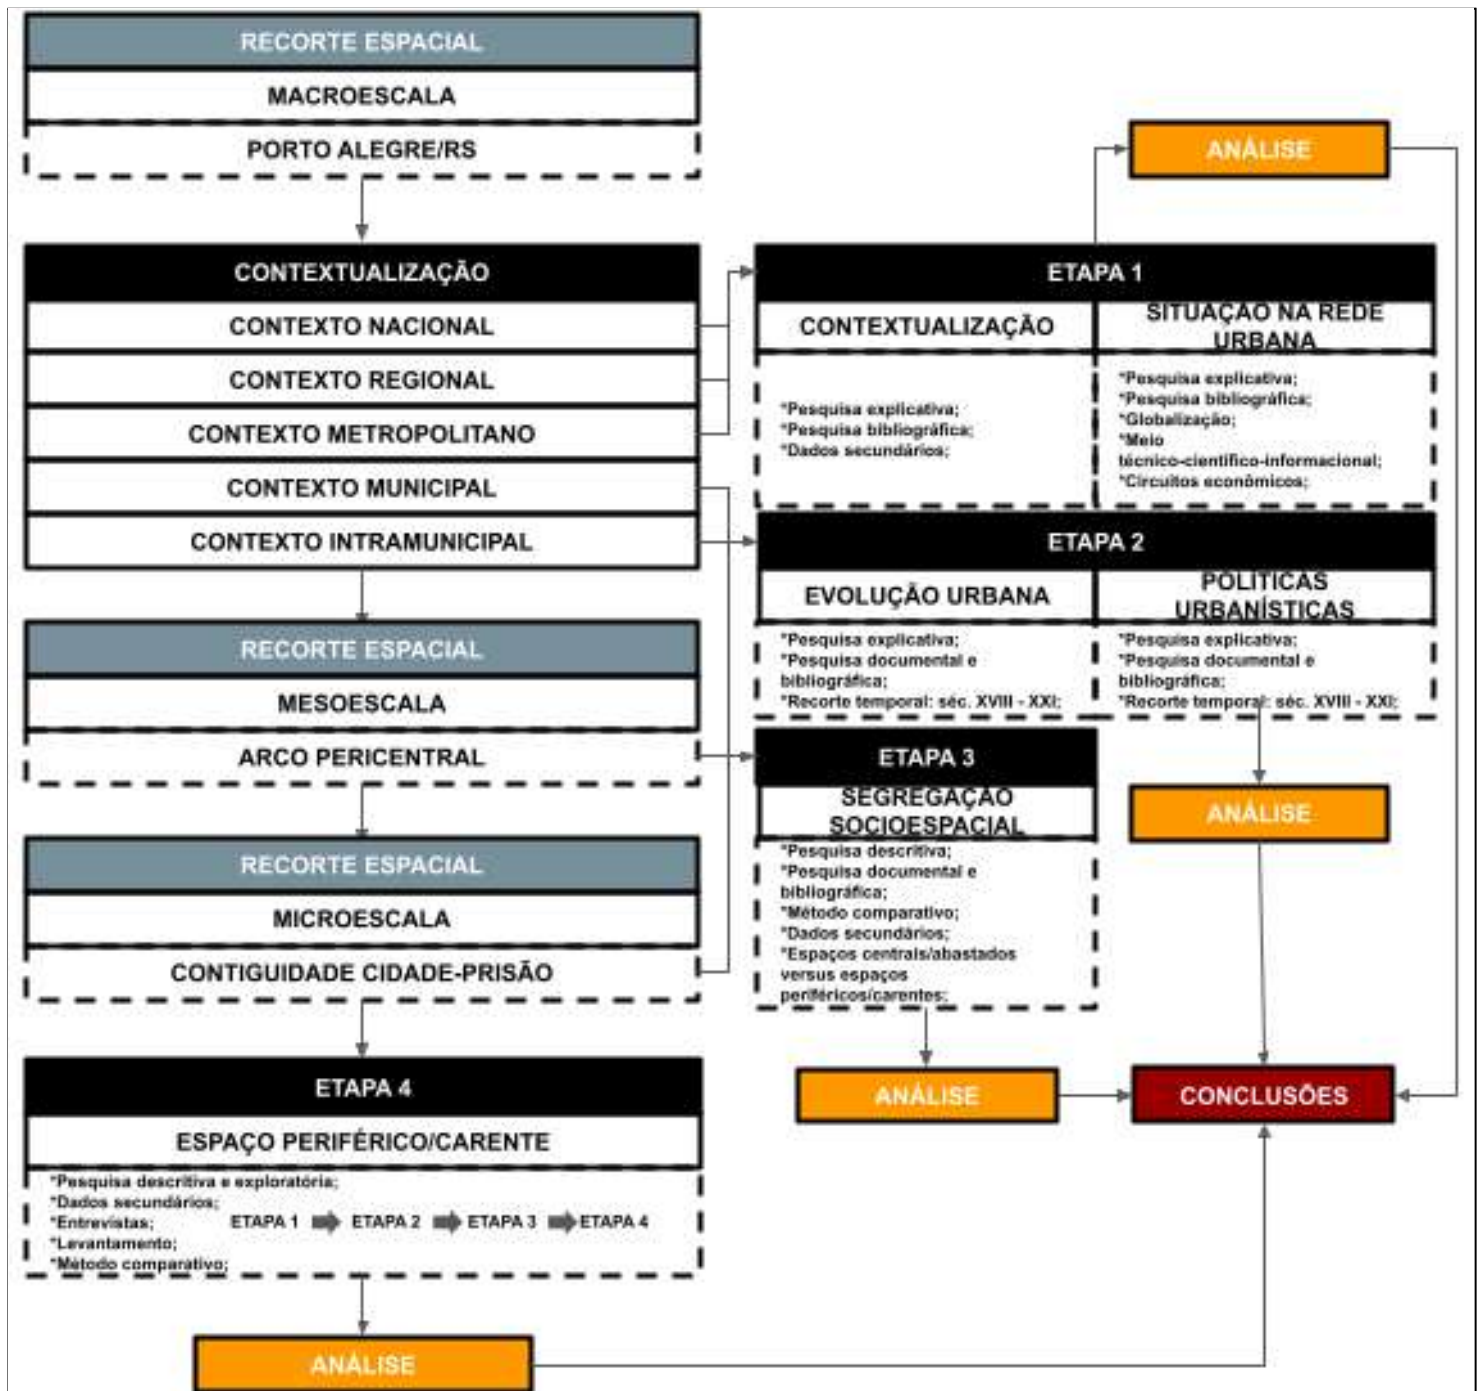 RECORTE ESPACIAL
MACROESCALA
PORTO ALEGRE/RS
ANÁLISE
CONTEXTUALIZAÇÃO
CONTEXTO NACIONAL
CONTEXTO REGIONAL
CONTEXTO METROPOLITANO
CONTEXTO MUNICIPAL
CONTEXTO INTRAMUNICIPAL
ETAPA 1
CONTEXTUALIZAÇÃO
*Pesquisa explicativa;
*Pesquisa bibliográfica;
*Dados secundários;
SITUAÇÃO NA REDE
URBANA
*Pesquisa explicativa;
*Pesquisa bibliográfica;
*Globalização;
*Meio
técnico-científico-informacional;
*Circuitos econômicos;
ETAPA 2
EVOLUÇÃO URBANA
*Pesquisa explicativa;
*Pesquisa documental e
bibliográfica;
*Recorte temporal: séc. XVIII - XXI;
POLÍTICAS
URBANÍSTICAS
*Pesquisa explicativa;
*Pesquisa documental e
bibliográfica;
*Recorte temporal: séc. XVIII - XXI;
RECORTE ESPACIAL
MESOESCALA
ARCO PERICENTRAL
ETAPA 3
SEGREGAÇÃO
SOCIOESPACIAL
*Pesquisa descritiva;
*Pesquisa documental e
bibliográfica;
*Método comparativo;
*Dados secundários;
*Espaços centrais/abastados
versus espaços
periféricos/carentes;
ANÁLISE
RECORTE ESPACIAL
MICROESCALA
CONTIGUIDADE CIDADE-PRISÃO
ANÁLISE
CONCLUSÕES
ETAPA 4
ESPAÇO PERIFÉRICO/CARENTE
*Pesquisa descritiva e exploratória;
*Dados secundários;
*Entrevistas;
*Levantamento;
*Método comparativo;
ETAPA 1 ETAPA 2 ETAPA 3 ETAPA 4
ANÁLISE